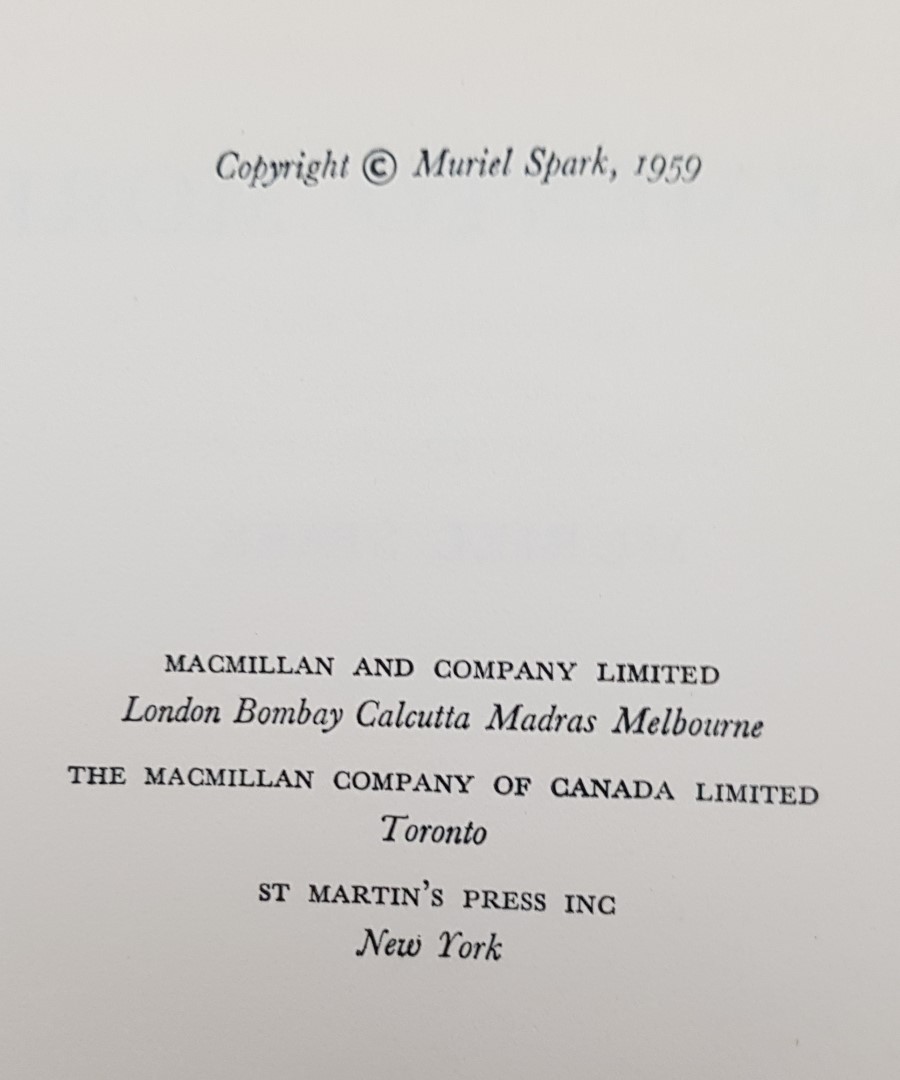 Copyright © Muriel Spark, 1959
MACMILLAN AND COMPANY LIMITED
London Bombay Calcutta Madras Melbourne
THE MACMILLAN COMPANY OF CANADA LIMITED
Toronto
ST MARTIN'S PRESS INC
New York